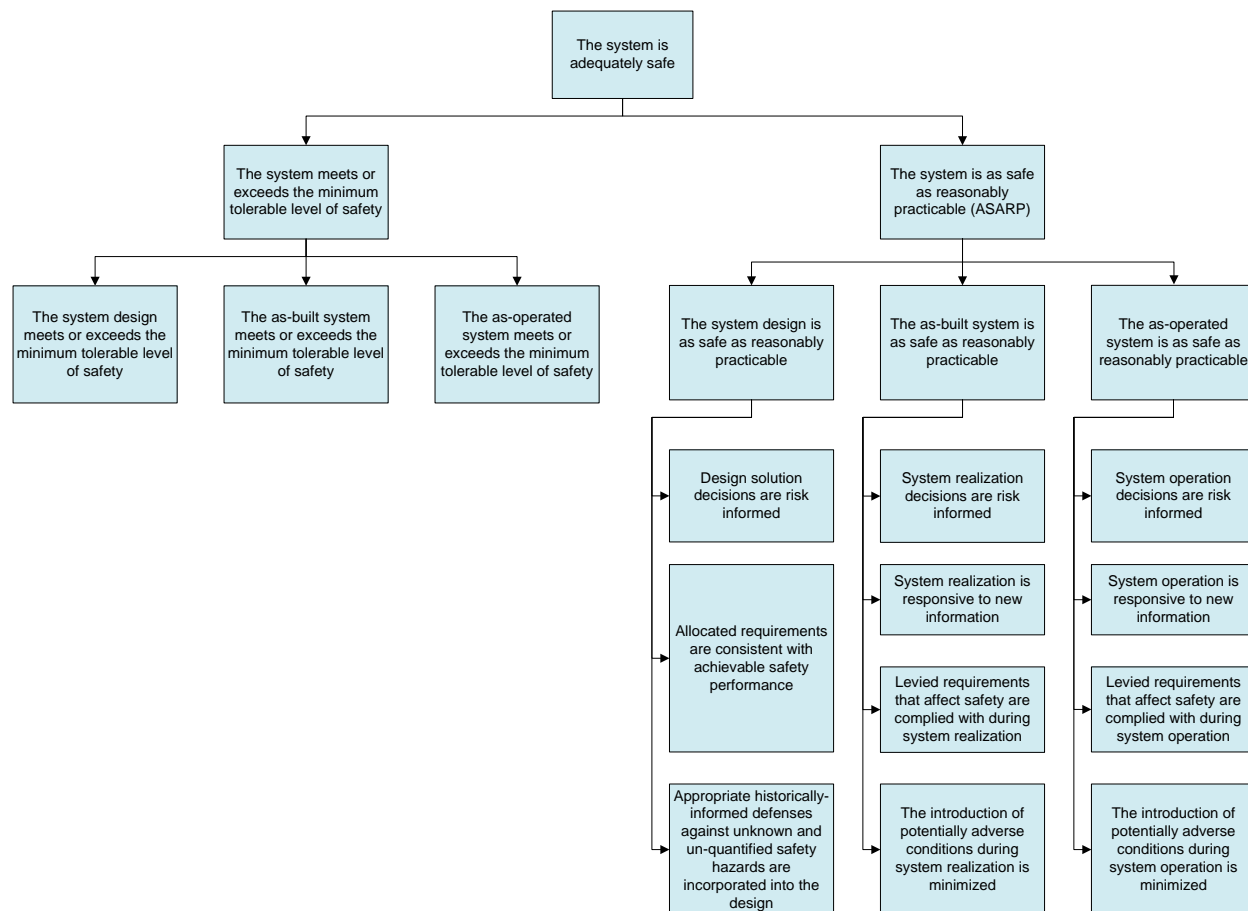 The system is
adequately safe
The system meets or
exceeds the minimum
tolerable level of safety
The system is as safe
as reasonably
practicable (ASARP)
The system design
meets or exceeds the
minimum tolerable level
of safety
The as-built system
meets or exceeds the
minimum tolerable level
of safety
The as-operated
system meets or
exceeds the minimum
tolerable level of safety
The system design is
as safe as reasonably
practicable
The as-built system is
as safe as reasonably
practicable
The as-operated
system is as safe as
reasonably practicable
Design solution
decisions are risk
informed
System realization
decisions are risk
informed
System operation
decisions are risk
informed
Allocated requirements
are consistent with
achievable safety
performance
System realization is
responsive to new
information
System operation is
responsive to new
information
Levied requirements
that affect safety are
complied with during
system realization
Levied requirements
that affect safety are
complied with during
system operation
Appropriate historically-
informed defenses
against unknown and
un-quantified safety
hazards are
incorporated into the
design
The introduction of
potentially adverse
conditions during
system realization is
minimized
The introduction of
potentially adverse
conditions during
system operation is
minimized